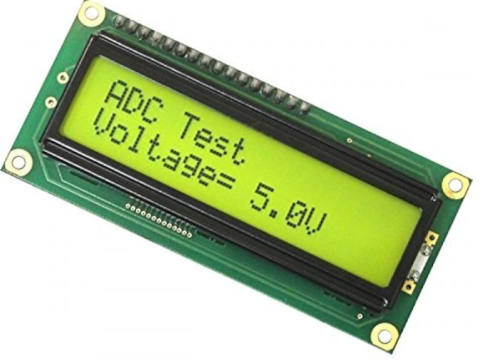 ADC Test
Voltage= 5.0V